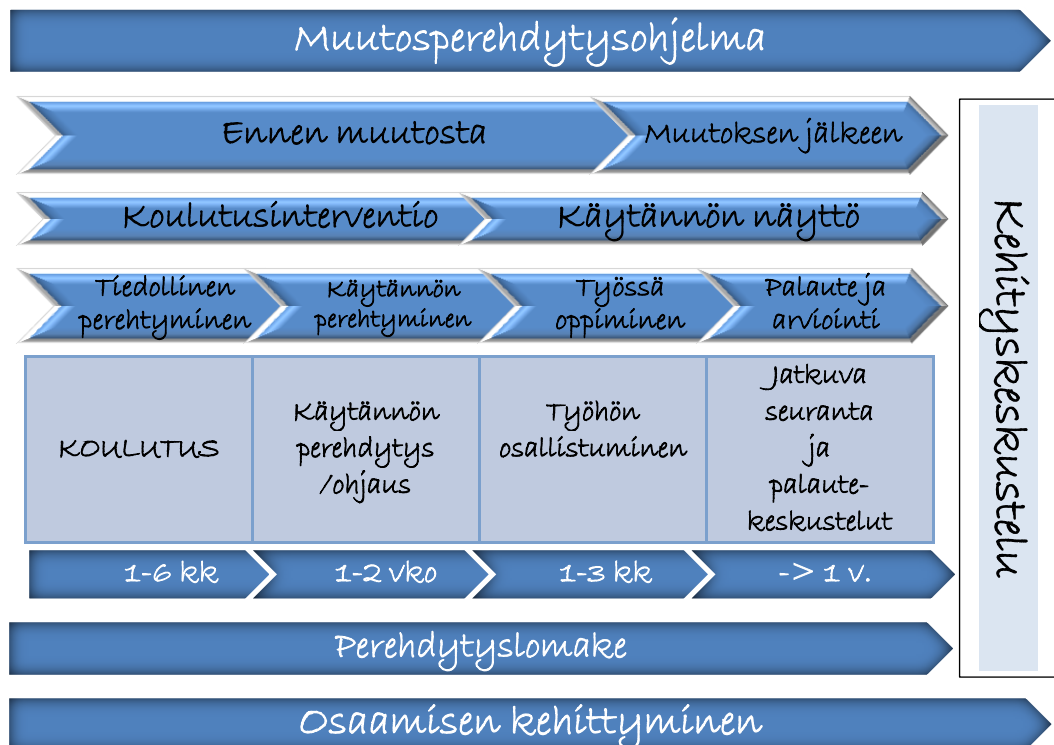 Muutosperehdytysohjelma
Ennen muutosta
Muutoksen jälkeen
Koulutusinterventio
Käytännön näyttö
Tiedollinen
perehtyminen
Käytännön
perehtyminen
Työssä
oppiminen
Palaute ja
arviointi
KOULUTUS
Käytännön
perehdytys
/ohjaus
Työhön
osallistuminen
Jatkuva
seuranta
ja
palaute-
keskustelut
1-6 kk
1-2 vko
1-3 kk
-> 1 v.
Kehityskeskustelu
Perehdytyslomake
Osaamisen kehittyminen